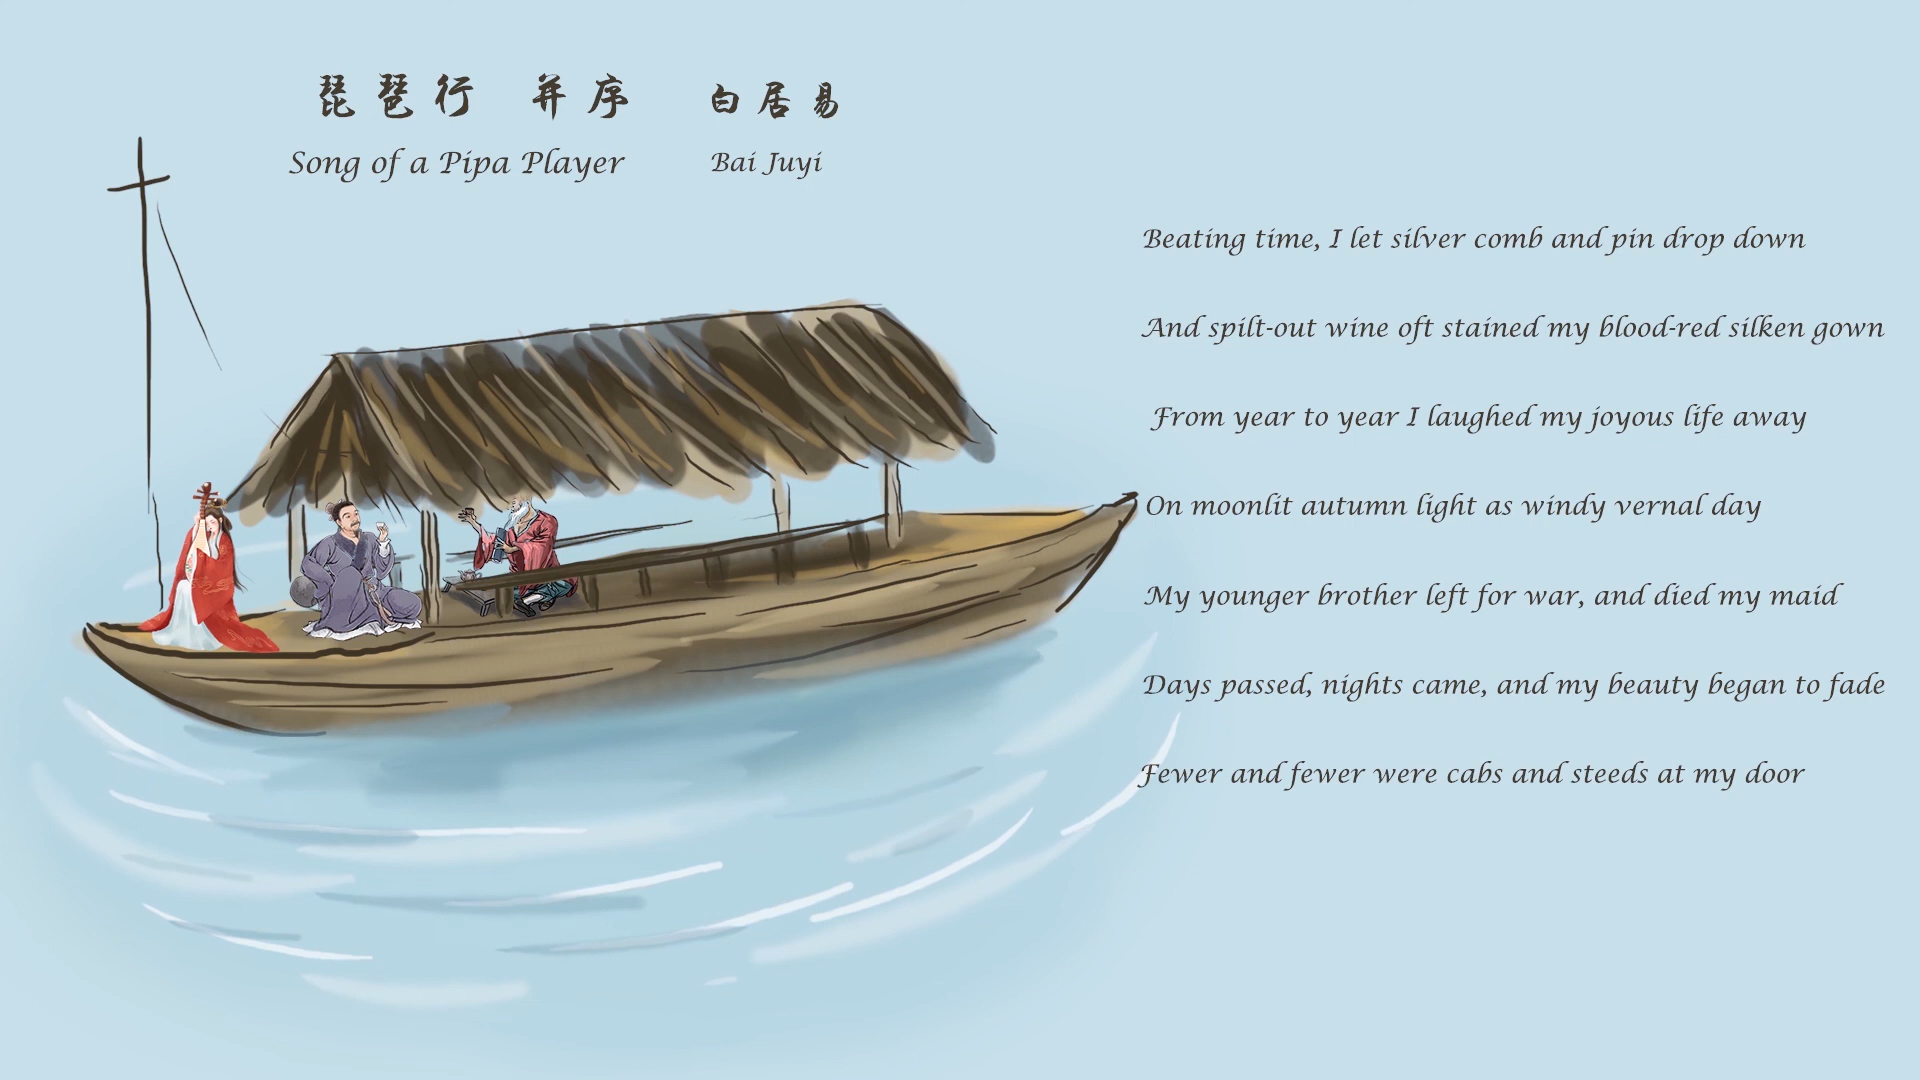 琵琶行 并序 白居易
Song of a Pipa Player Bai Juyi
Beating time, I let silver comb and pin drop down
And spilt-out wine oft stained my blood-red silken gown
From year to year I laughed my joyous life away
On moonlit autumn light as windy vernal day
My younger brother left for war, and died my maid
Days passed, nights came, and my beauty began to fade
Fewer and fewer were cabs and steeds at my door